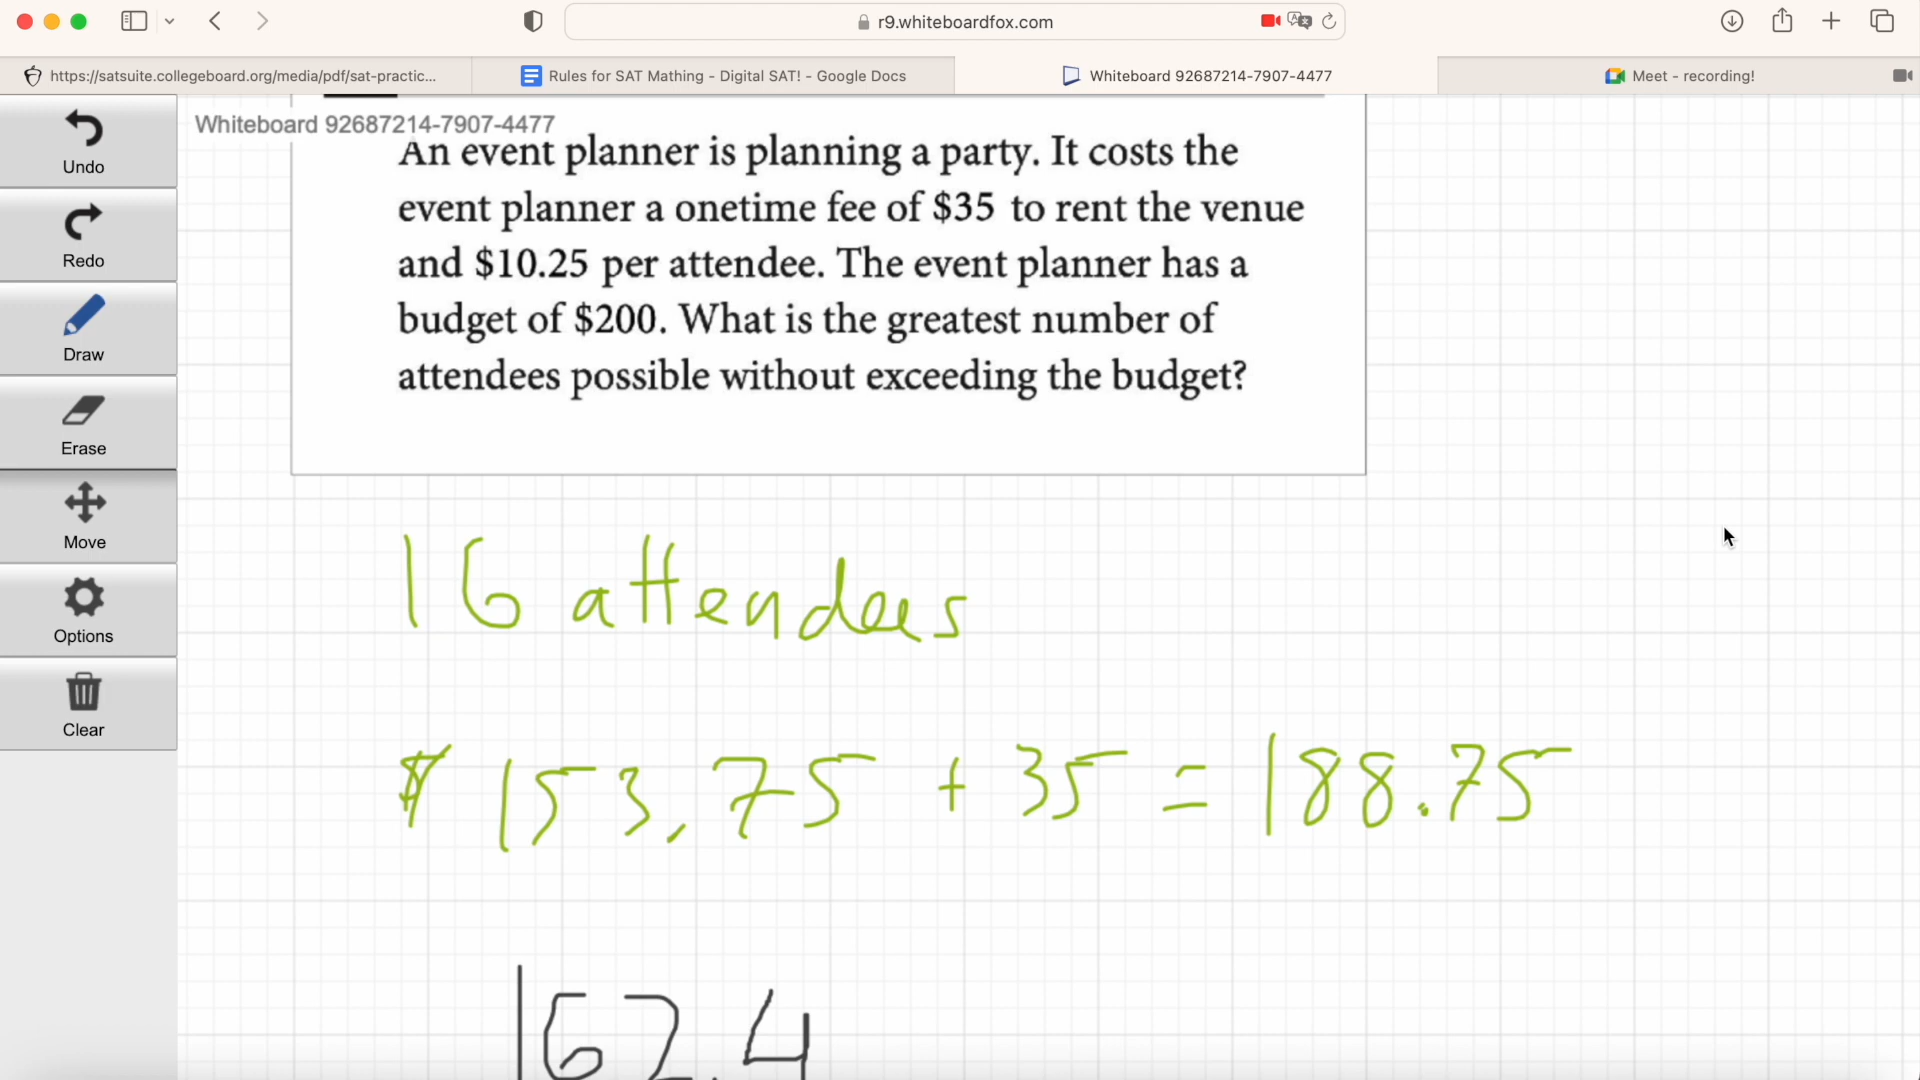 r9.whiteboardfox.com
https://satsuite.collegeboard.org/media/pdf/sat-practic...
Rules for SAT Mathing - Digital SAT! - Google Docs
Whiteboard 92687214-7907-4477
Meet - recording!
Undo
Redo
Draw
Erase
Move
Options
Clear
Whiteboard 92687214-7907-4477
An event planner is planning a party. It costs the
event planner a onetime fee of $35 to rent the venue
and $10.25 per attendee. The event planner has a
budget of $200. What is the greatest number of
attendees possible without exceeding the budget?
16 attendees
$ 153.75 + 35 = 188.75
162.4